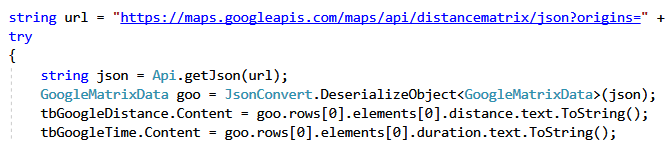 string url = "https://maps.googleapis.com/maps/api/distancematrix/json?origins=" +
try
{
string json = Api.getJson(url);
GoogleMatrixData goo = JsonConvert.DeserializeObject<GoogleMatrixData>(json);
tbGoogleDistance.Content = goo.rows[0].elements[0].distance.text.ToString();
tbGoogleTime.Content = goo.rows[0].elements[0].duration.text.ToString();